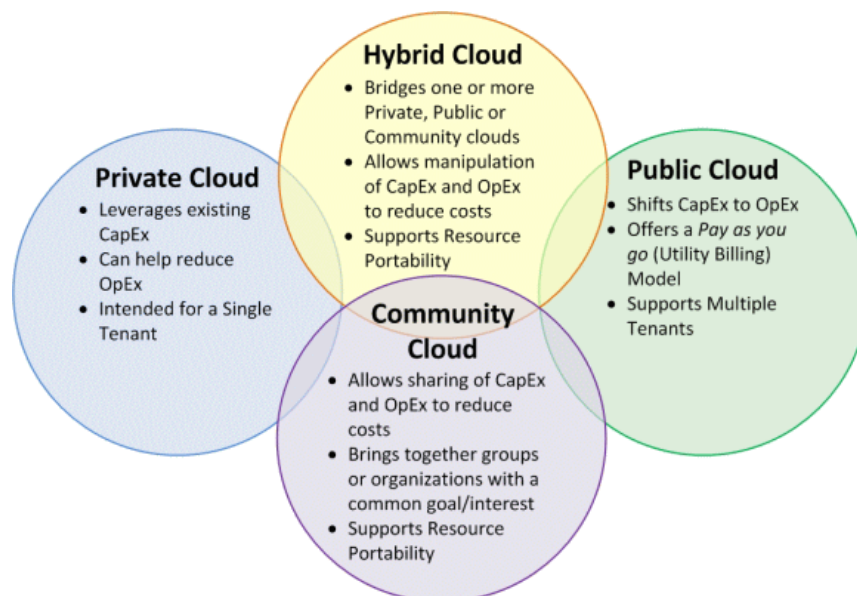 Hybrid Cloud
• Bridges one or more
Private, Public or
Community clouds
• Allows manipulation
of CapEx and OpEx
to reduce costs
• Supports Resource
Portability
Private Cloud
• Leverages existing
CapEx
• Can help reduce
OpEx
• Intended for a Single
Tenant
Public Cloud
• Shifts CapEx to OpEx
• Offers a Pay as you
go (Utility Billing)
Model
• Supports Multiple
Tenants
Community
Cloud
• Allows sharing of CapEx
and OpEx to reduce
costs
• Brings together groups
or organizations with a
common goal/interest
• Supports Resource
Portability